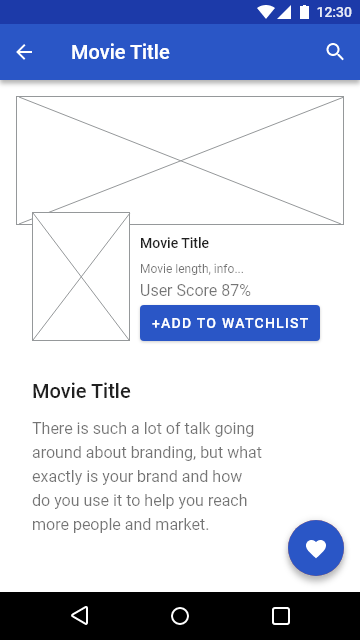 12:30
Movie Title
Movie Title
Movie length, info...
User Score 87%
+ADD TO WATCHLIST
Movie Title
There is such a lot of talk going
around about branding, but what
exactly is your brand and how
do you use it to help you reach
more people and market.